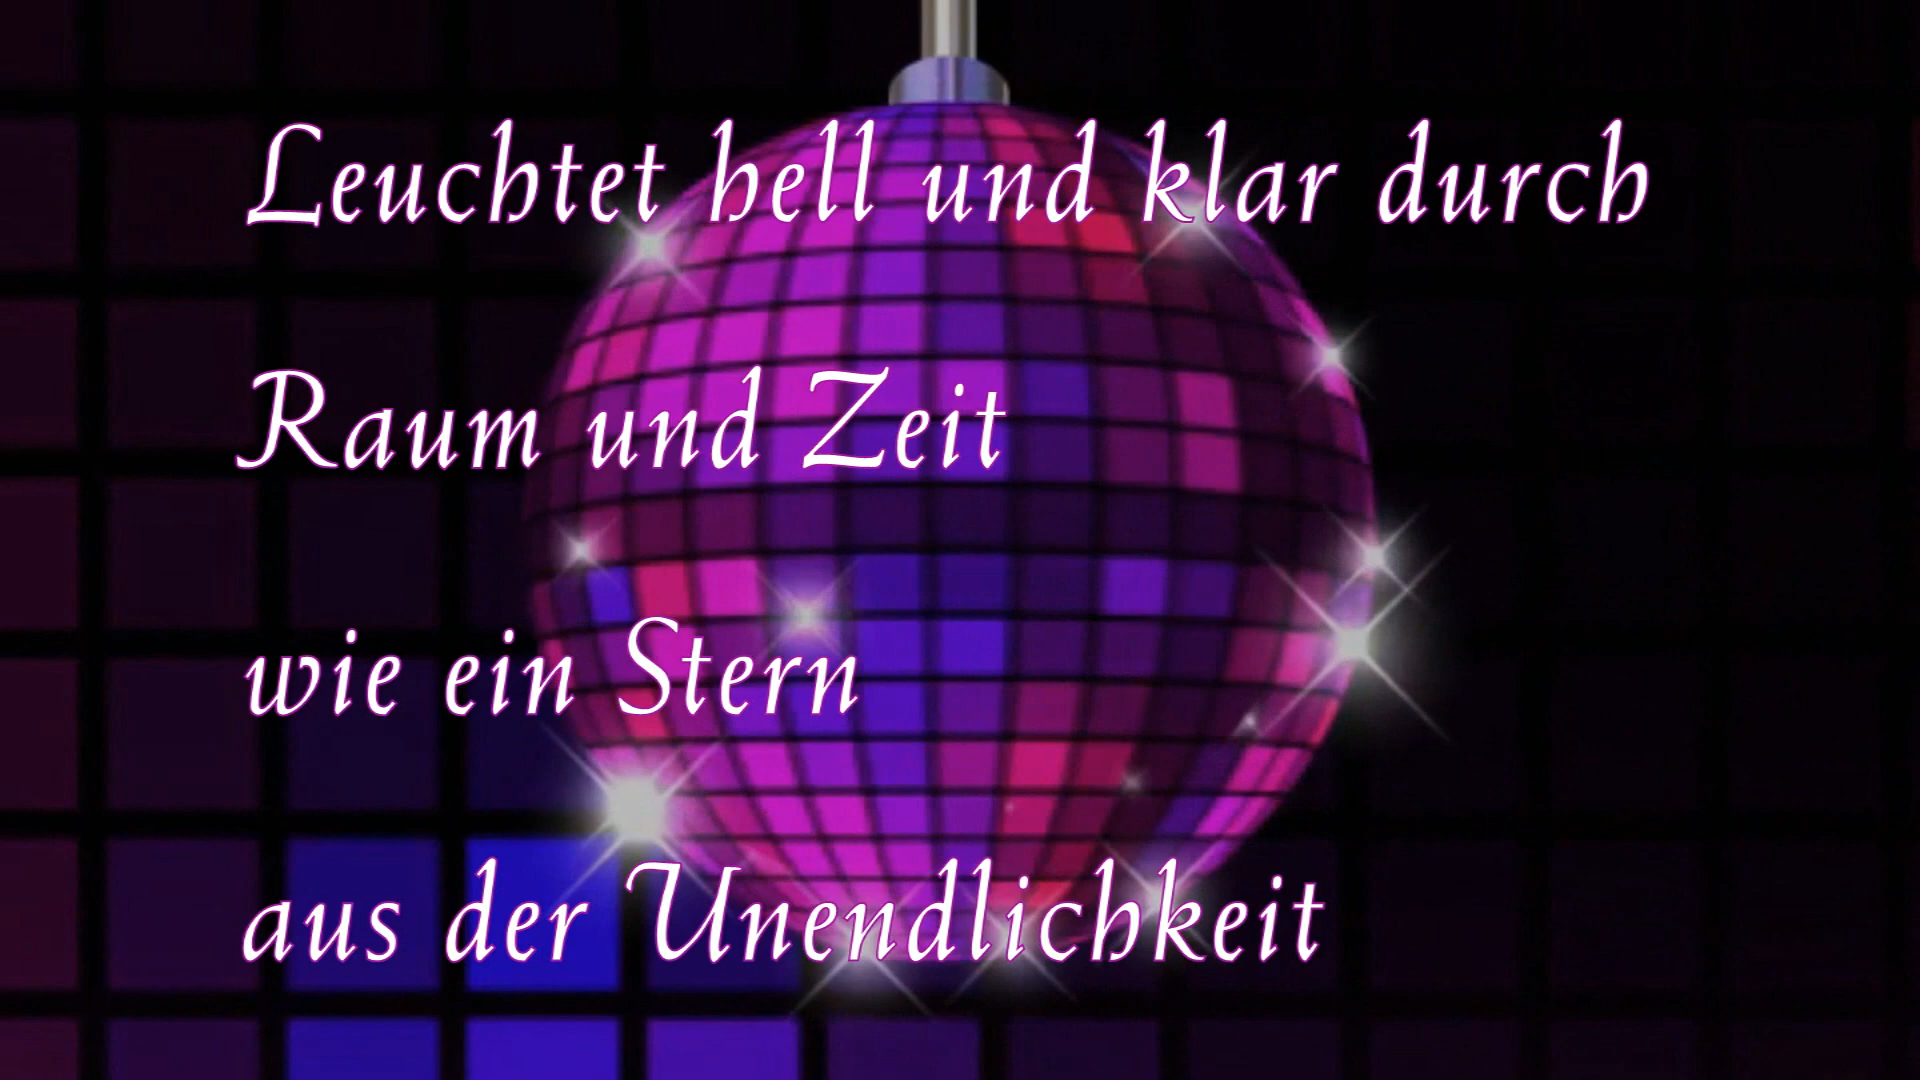 Leuchtet hell und klar durch
Raum und Zeit
wie ein Stern
aus der Unendlichkeit